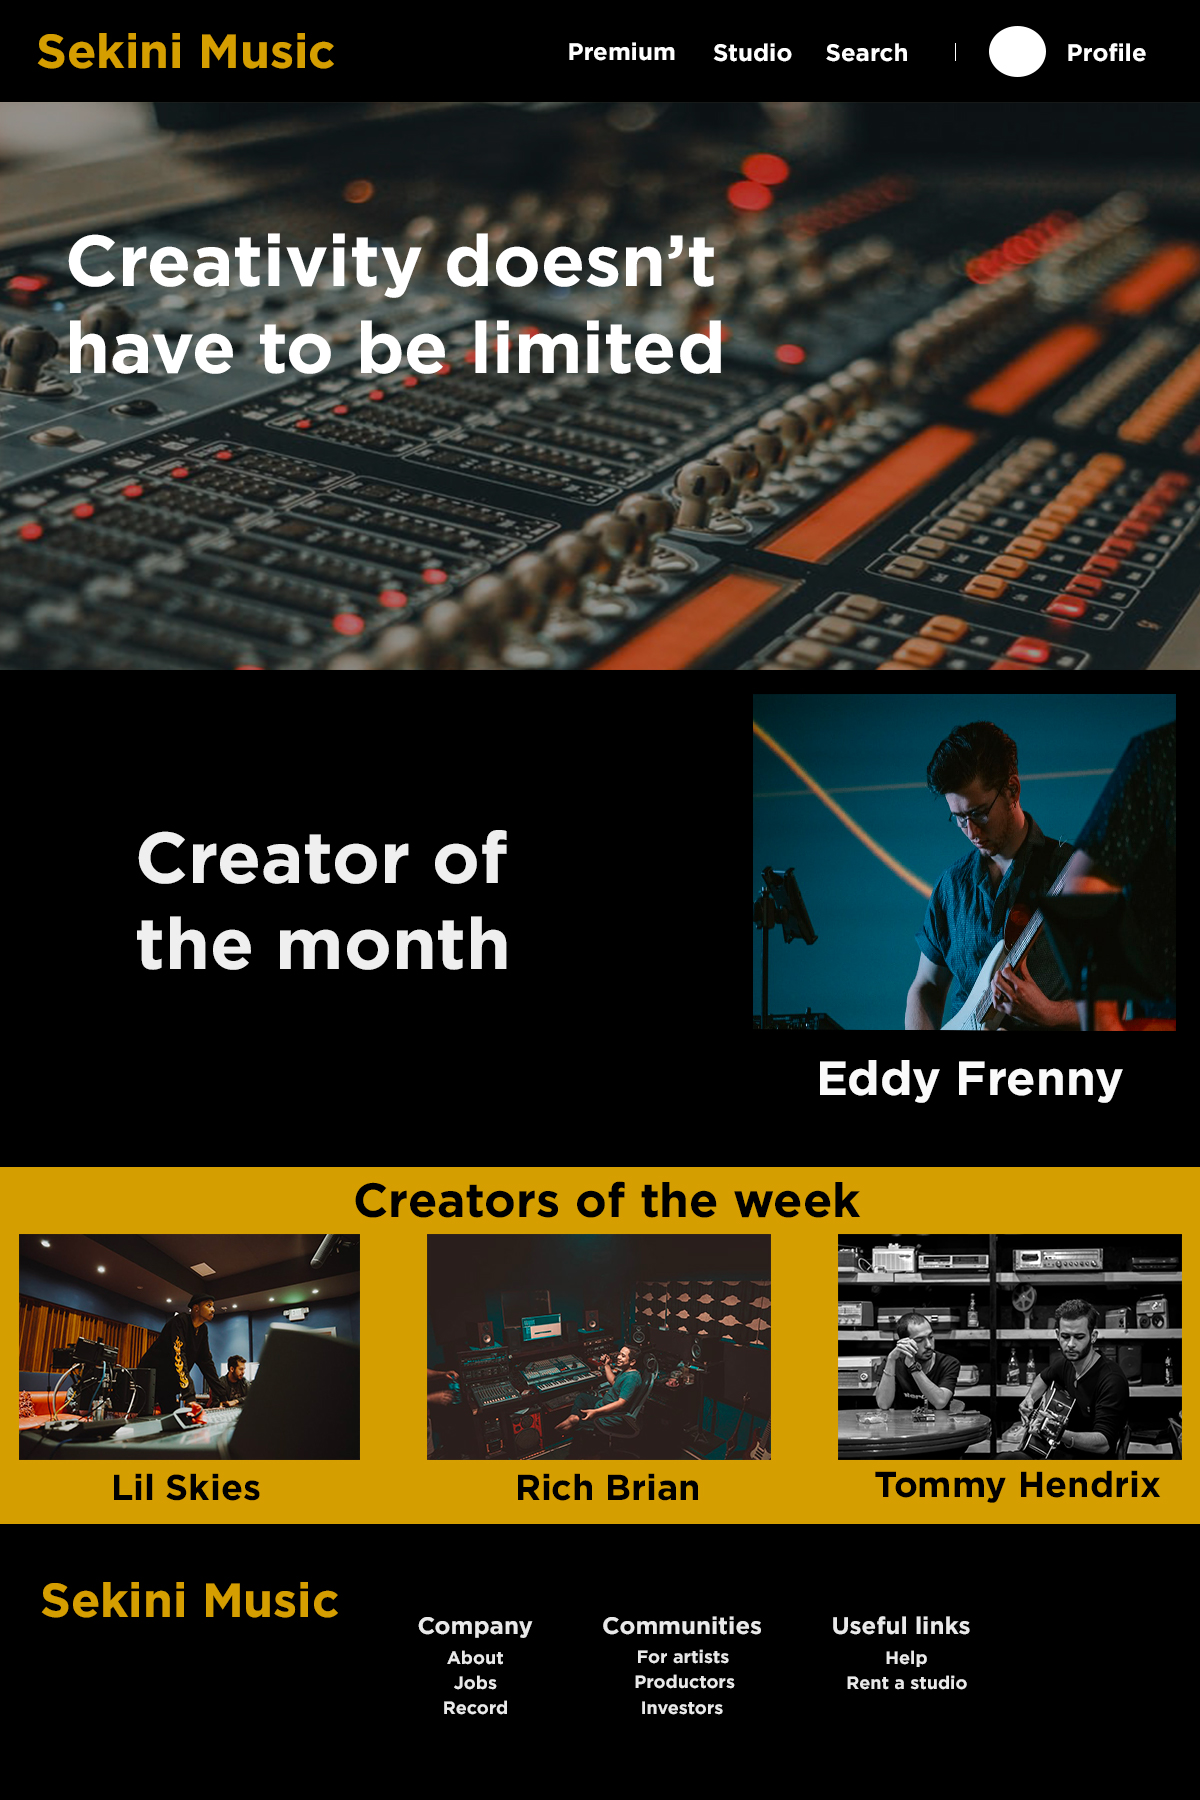 Sekini Music
Premium
Studio
Search
Profile
Creativity doesn’t
have to be limited
Creator of
the month
Eddy Frenny
Creators of the week
Lil Skies
Rich Brian
Tommy Hendrix
Sekini Music
Company
About
Jobs
Record
Communities
For artists
Productors
Investors
Useful links
Help
Rent a studio